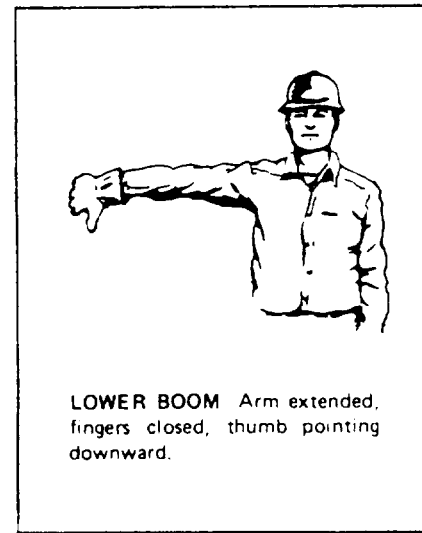 LOWER BOOM Arm extended,
fingers closed, thumb pointing
downward.